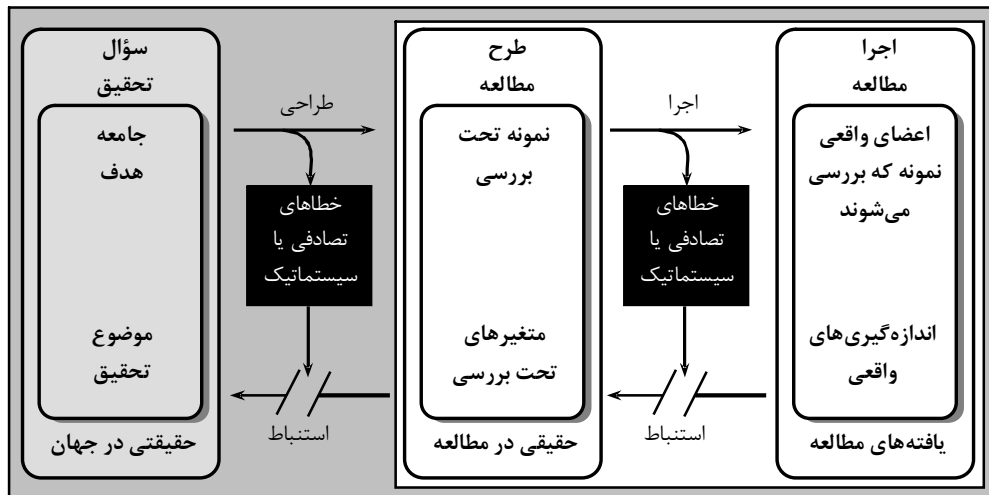 سؤال
تحقیق
جامعه
هدف
موضوع
تحقیق
حقیقتی در جهان
طراحی
خطاهای
تصادفی یا
سیستماتیک
استنباط
طرح
مطالعه
نمونه تحت
بررسی
متغیرهای
تحت بررسی
حقیقی در مطالعه
اجرا
خطاهای
تصادفی یا
سیستماتیک
استنباط
اجرا
مطالعه
اعضای واقعی
نمونه که بررسی
می‌شوند
اندازه‌گیری‌های
واقعی
یافته‌های مطالعه